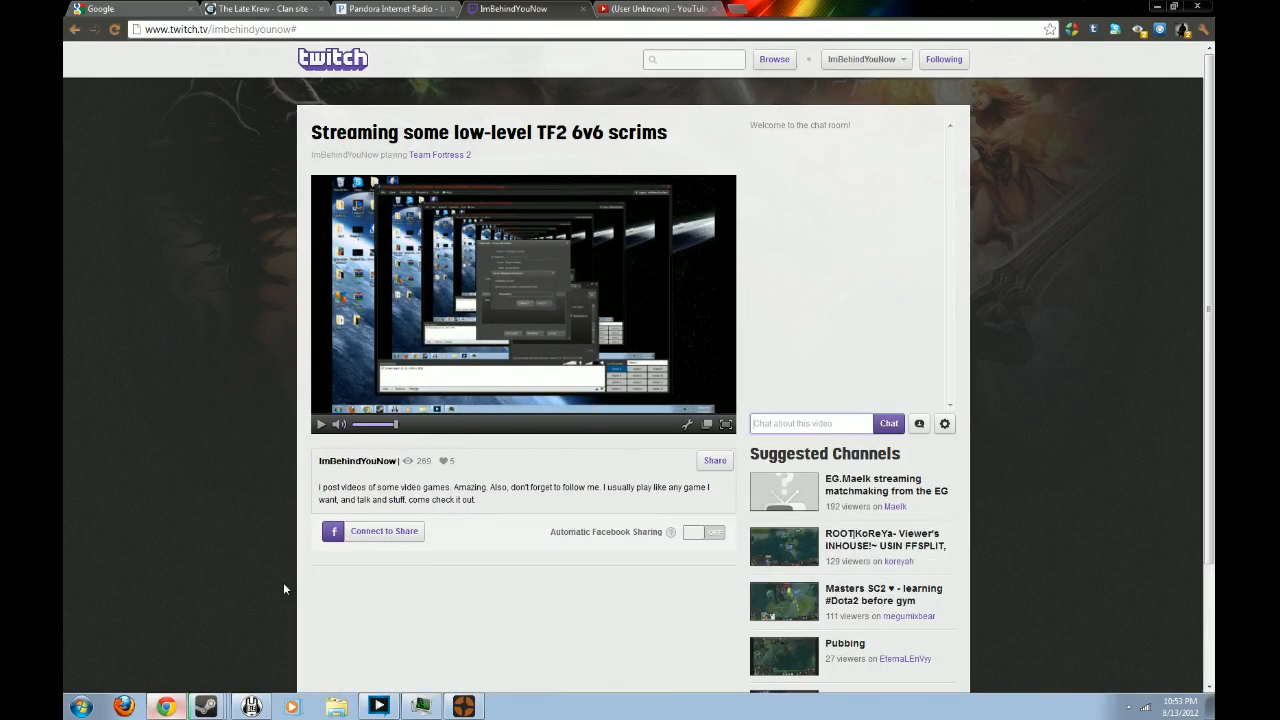 Google
The Late Krew - Clan site -
Pandora Internet Radio - L
ImBehindYouNow
(User Unknown) - YouTub
www.twitch.tv/imbehindyounow#
twitch
Browse
ImBehindYouNow
Following
Streaming some low-level TF2 6v6 scrims
ImBehindYouNow playing Team Fortress 2
Welcome to the chat room!
Chat about this video
Chat
ImBehindYouNow | 269 5
Share
i post videos of some video games. Amazing. Also, don't forget to follow me. I usually play like any game I
want, and talk and stuff. come check it out.
f Connect to Share
Automatic Facebook Sharing ? OFF
Suggested Channels
EG.Maelk streaming
matchmaking from the EG
192 viewers on Maelk
ROOT|KoReYa- Viewer's
INHOUSE!~ USIN FFSPLIT,
129 viewers on koreyah
Masters SC2 ♥ - learning
#Dota2 before gym
111 viewers on megumixbear
Pubbing
27 viewers on EternaLEnVyy
10:53 PM
8/13/2012